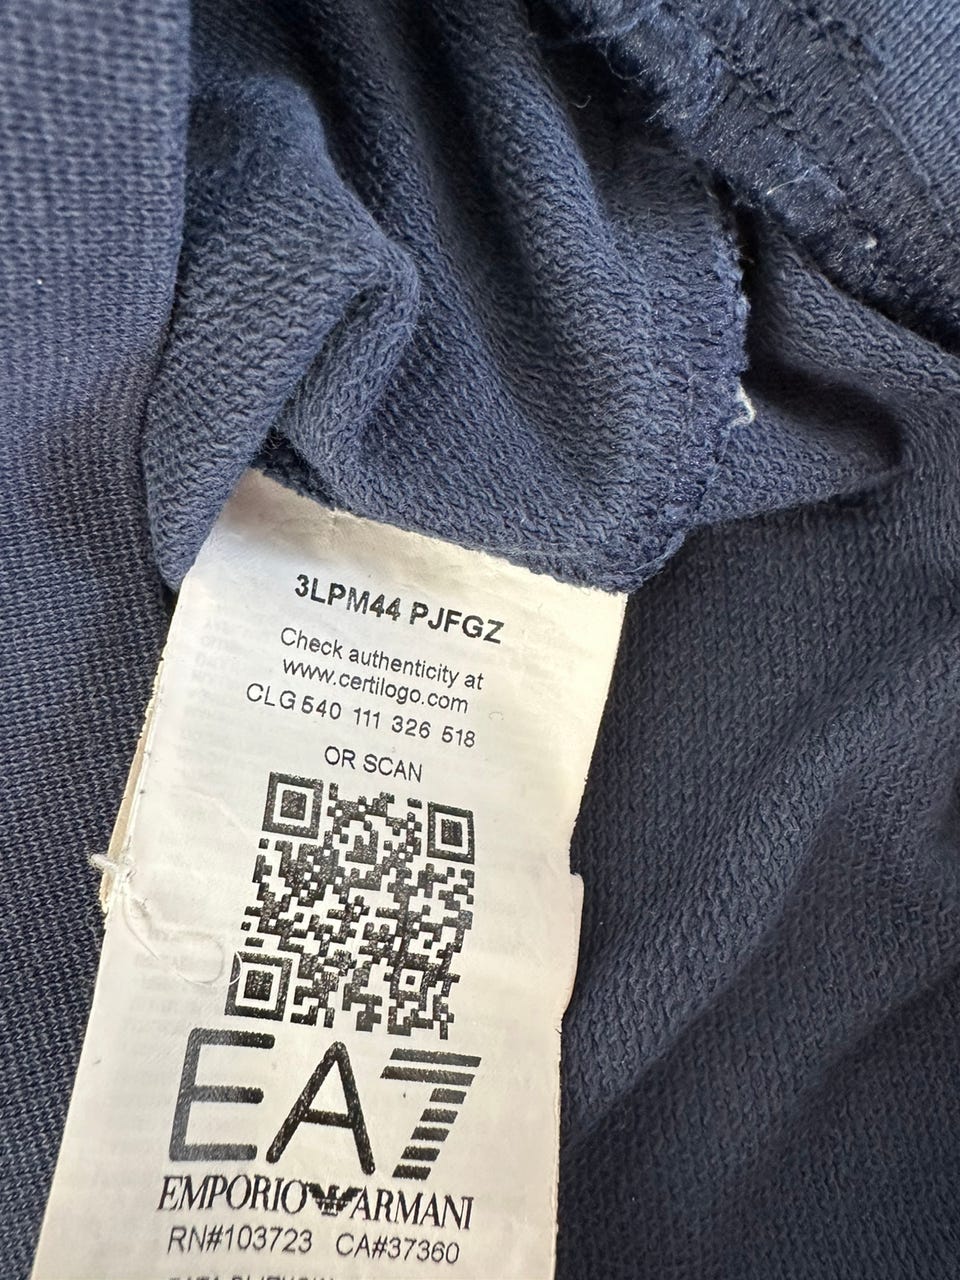 3LPM44 PJFGZ
Check authenticity at
www.certilogo.com
CLG 540 111 326 518
OR SCAN
EA7
EMPORIO ARMANI
RN#103723 CA#37360